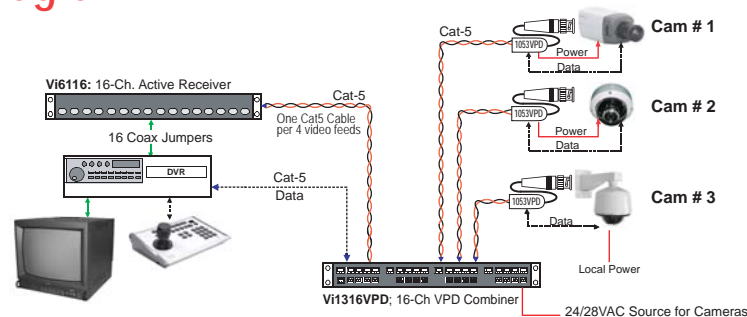 Cam # 1
Cat-5
1053VPD
Power
Data
Vi6116: 16-Ch. Active Receiver
Cat-5
One Cat5 Cable
per 4 video feeds
16 Coax Jumpers
DVR
Cat-5
Data
1053VPD
Power
Data
Cam # 2
1053VPD
Data
Cam # 3
Local Power
Vi1316VPD; 16-Ch VPD Combiner
24/28VAC Source for Cameras